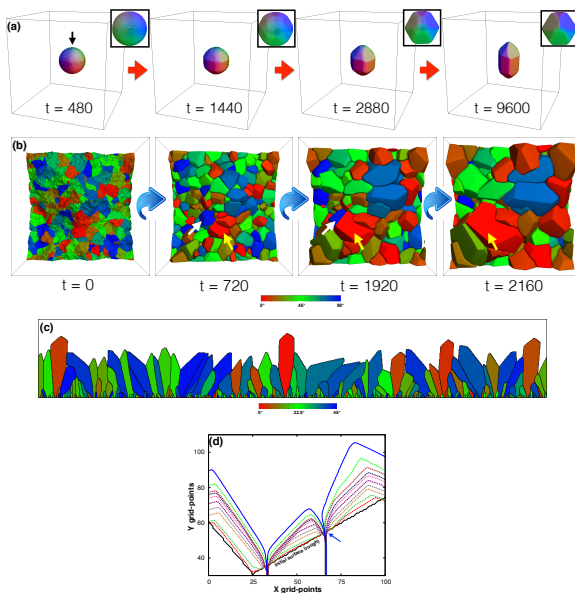 (a)
t = 480
t = 1440
t = 2880
t = 9600
(b)
t = 0
t = 720
t = 1920
t = 2160
0° 45° 90°
(c)
0° 22.5° 45°
(d)
Y grid-points
100
80
60
40
initial surface (rough)
0 25 50 75 100
X grid-points